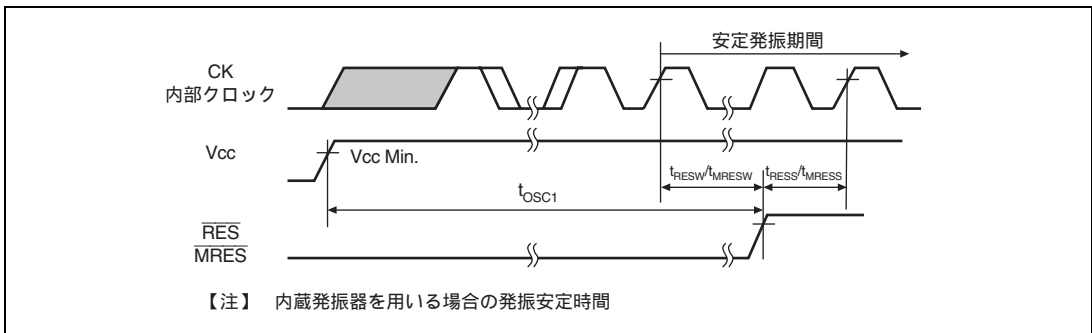 安定発振期間
CK
内部クロック
Vcc
Vcc Min.
tRESW/tMRESW
tRESS/tMRESS
tOSC1
RES
MRES
【注】 内蔵発振器を用いる場合の発振安定時間